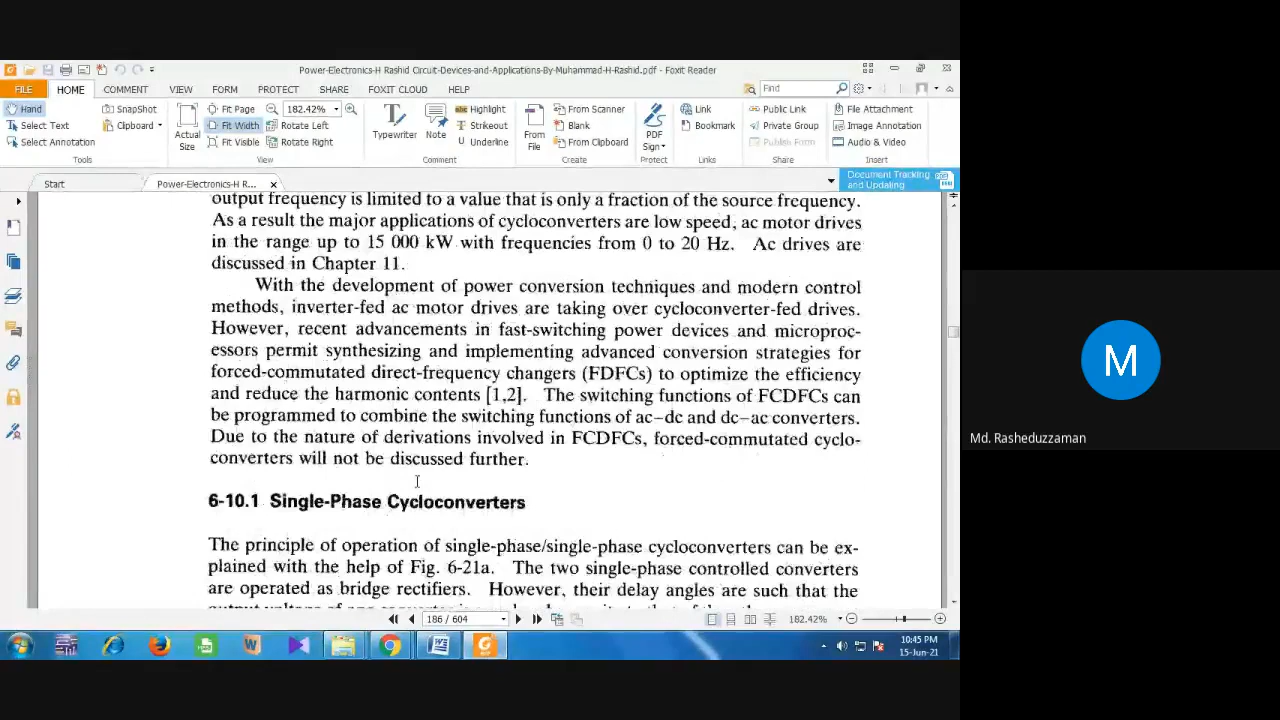 Power-Electronics-H Rashid Circuit-Devices-and-Applications-By-Muhammad-H-Rashid.pdf - Foxit Reader
FILE HOME COMMENT VIEW FORM PROTECT SHARE FOXIT CLOUD HELP Find
Hand SnapShot Fit Page 182.42% Highlight From Scanner Link Public Link File Attachment
Select Text Clipboard Fit Width Rotate Left Strikeout Blank Bookmark Private Group Image Annotation
Select Annotation Actual Size Fit Visible Rotate Right Typewriter Note Underline From File From Clipboard PDF Sign Publish Form Audio & Video
Tools View Comment Create Protect Links Share Insert
Start Power-Electronics-H R... Document Tracking and Updating
output frequency is limited to a value that is only a fraction of the source frequency.
As a result the major applications of cycloconverters are low speed, ac motor drives
in the range up to 15 000 kW with frequencies from 0 to 20 Hz. Ac drives are
discussed in Chapter 11.
With the development of power conversion techniques and modern control
methods, inverter-fed ac motor drives are taking over cycloconverter-fed drives.
However, recent advancements in fast-switching power devices and microproc-
essors permit synthesizing and implementing advanced conversion strategies for
forced-commutated direct-frequency changers (FDFCs) to optimize the efficiency
and reduce the harmonic contents [1,2]. The switching functions of FCDFCs can
be programmed to combine the switching functions of ac–dc and dc–ac converters.
Due to the nature of derivations involved in FCDFCs, forced-commutated cyclo-
converters will not be discussed further.
6-10.1 Single-Phase Cycloconverters
The principle of operation of single-phase/single-phase cycloconverters can be ex-
plained with the help of Fig. 6-21a. The two single-phase controlled converters
are operated as bridge rectifiers. However, their delay angles are such that the
186 / 604 182.42%
10:45 PM
15-Jun-21
M
Md. Rasheduzzaman